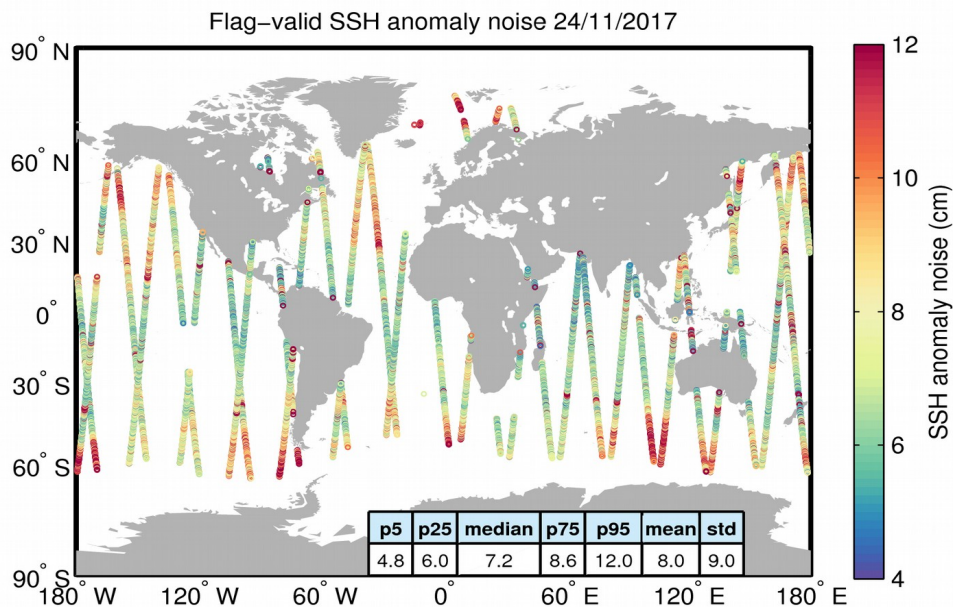 Flag−valid SSH anomaly noise 24/11/2017
90° N
60° N
30° N
0°
30° S
60° S
90° S
180° W
120° W
60° W
0°
60° E
120° E
180° E
p5 p25 median p75 p95 mean std
4.8 6.0 7.2 8.6 12.0 8.0 9.0
12
10
8
6
4
SSH anomaly noise (cm)